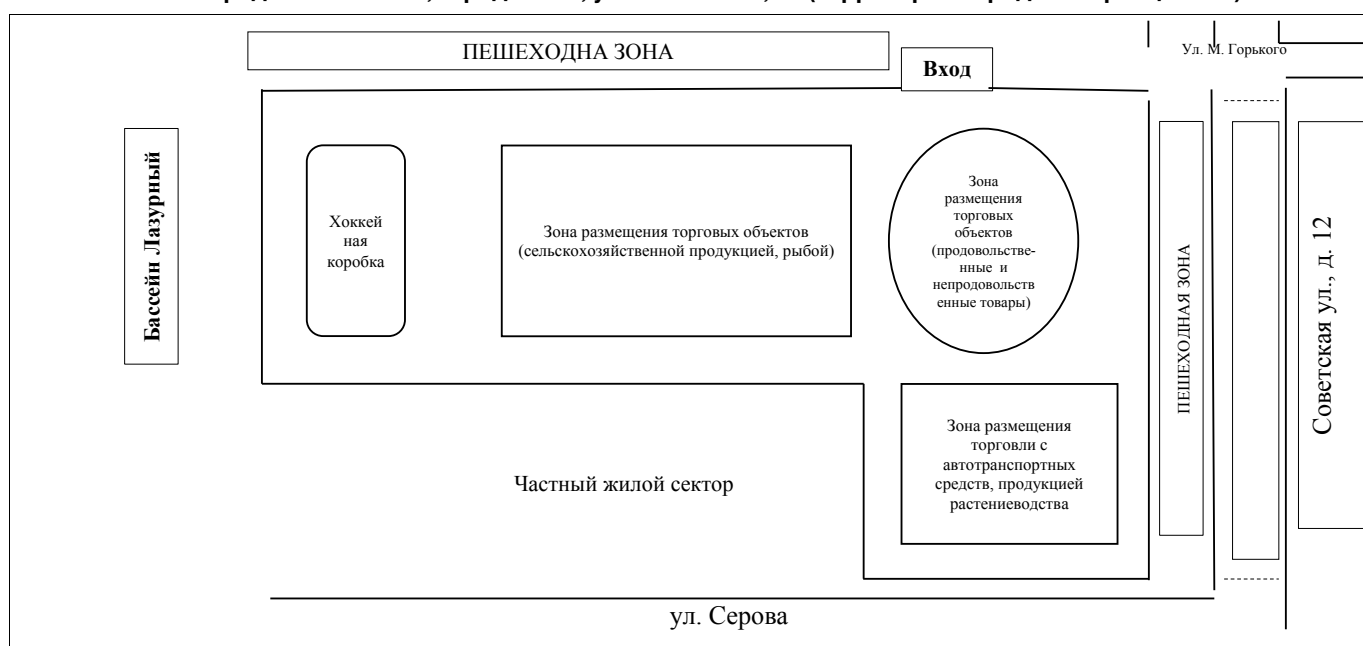 ПЕШЕХОДНА ЗОНА
Ул. М. Горького
Вход
Бассейн Лазурный
Хоккей
ная
коробка
Зона размещения торговых объектов
(сельскохозяйственной продукцией, рыбой)
Зона
размещения
торговых
объектов
(продовольстве-
нные и
непродовольств
енные товары)
ПЕШЕХОДНАЯ ЗОНА
Советская ул., д. 12
Зона размещения
торговли с
автотранспортных
средств, продукцией
растениеводства
Частный жилой сектор
ул. Серова